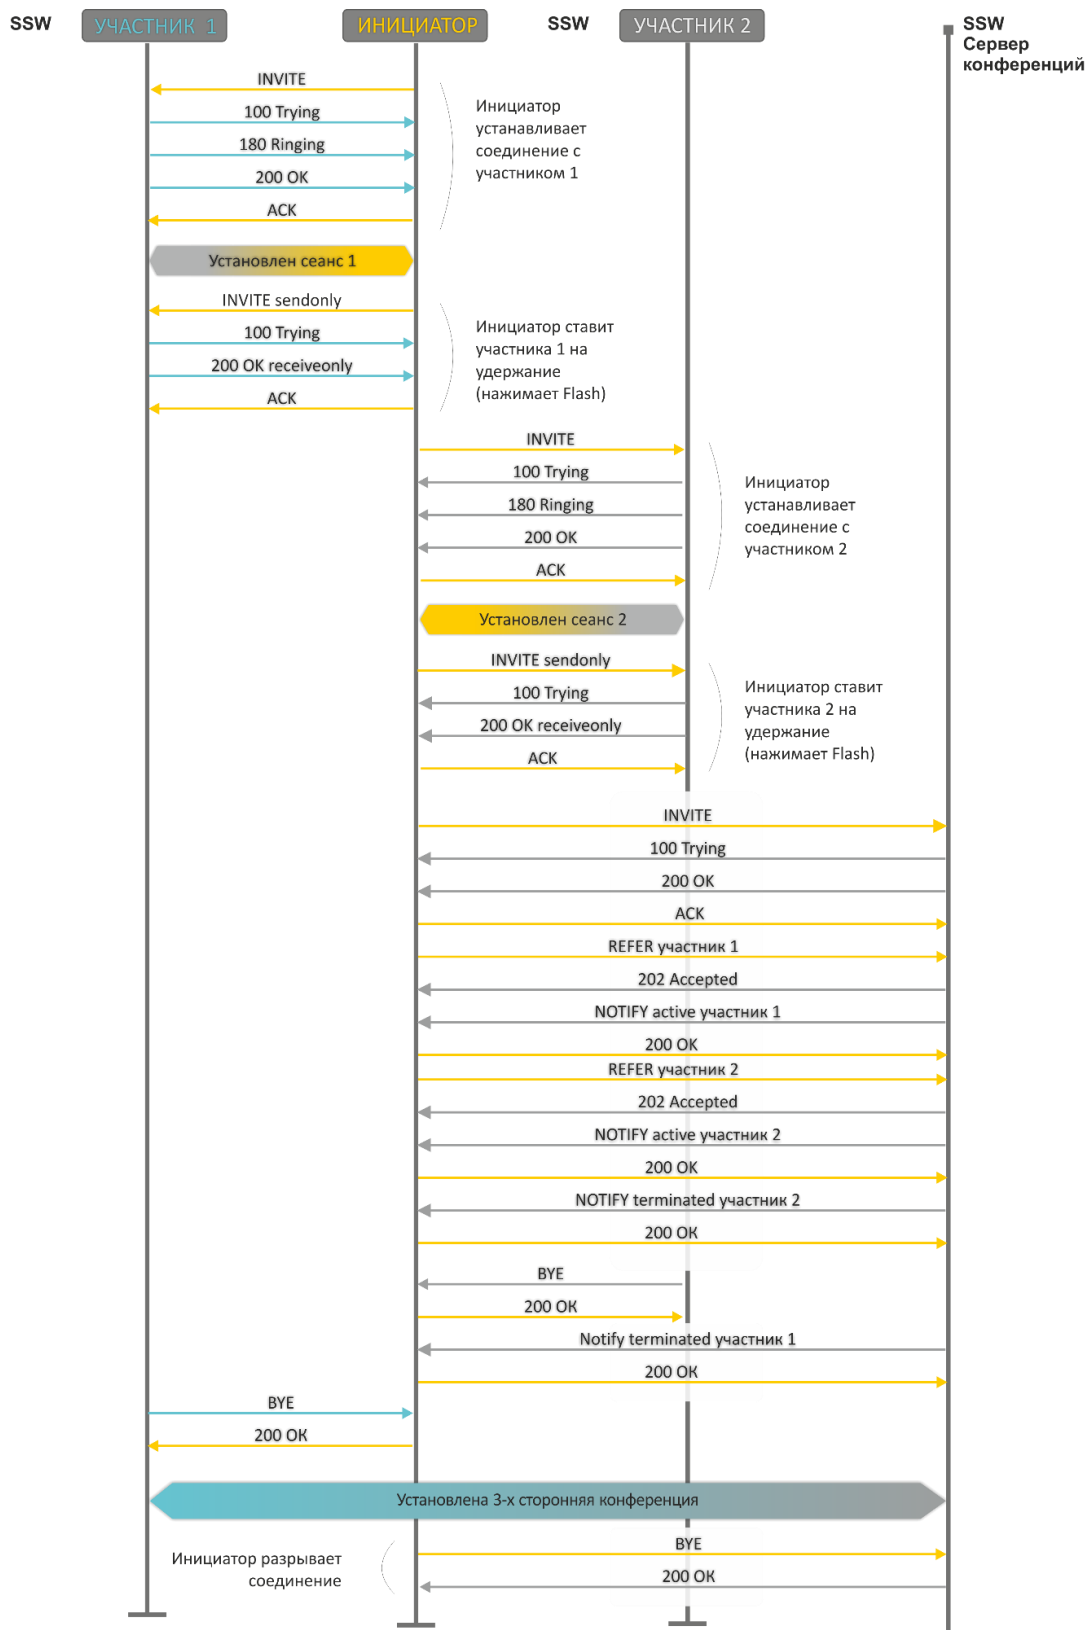 SSW
УЧАСТНИК 1
ИНИЦИАТОР
SSW
УЧАСТНИК 2
SSW
Сервер
конференций
INVITE
100 Trying
180 Ringing
200 OK
ACK
Инициатор
устанавливает
соединение с
участником 1
Установлен сеанс 1
INVITE sendonly
100 Trying
200 OK receiveonly
ACK
Инициатор ставит
участника 1 на
удержание
(нажимает Flash)
INVITE
100 Trying
180 Ringing
200 OK
ACK
Инициатор
устанавливает
соединение с
участником 2
Установлен сеанс 2
INVITE sendonly
100 Trying
200 OK receiveonly
ACK
Инициатор ставит
участника 2 на
удержание
(нажимает Flash)
INVITE
100 Trying
200 OK
ACK
REFER участник 1
202 Accepted
NOTIFY active участник 1
200 OK
REFER участник 2
202 Accepted
NOTIFY active участник 2
200 OK
NOTIFY terminated участник 2
200 OK
BYE
200 OK
Notify terminated участник 1
200 OK
BYE
200 OK
Установлена 3-х сторонняя конференция
Инициатор разрывает
соединение
BYE
200 OK